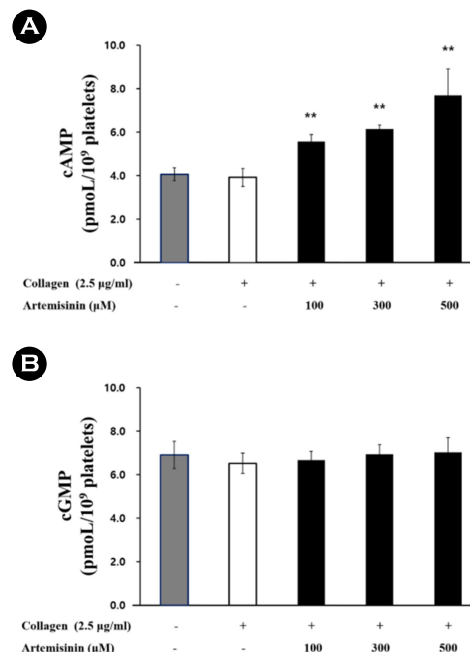 A
10.0
**
8.0
**
**
6.0
4.0
2.0
0.0
cAMP
(pmoL/10⁹ platelets)
Collagen (2.5 μg/ml) - + + + +
Artemisinin (μM) - - 100 300 500
B
10.0
8.0
6.0
4.0
2.0
0.0
cGMP
(pmoL/10⁹ platelets)
Collagen (2.5 μg/ml) - + + + +
Artemisinin (μM) - - 100 300 500